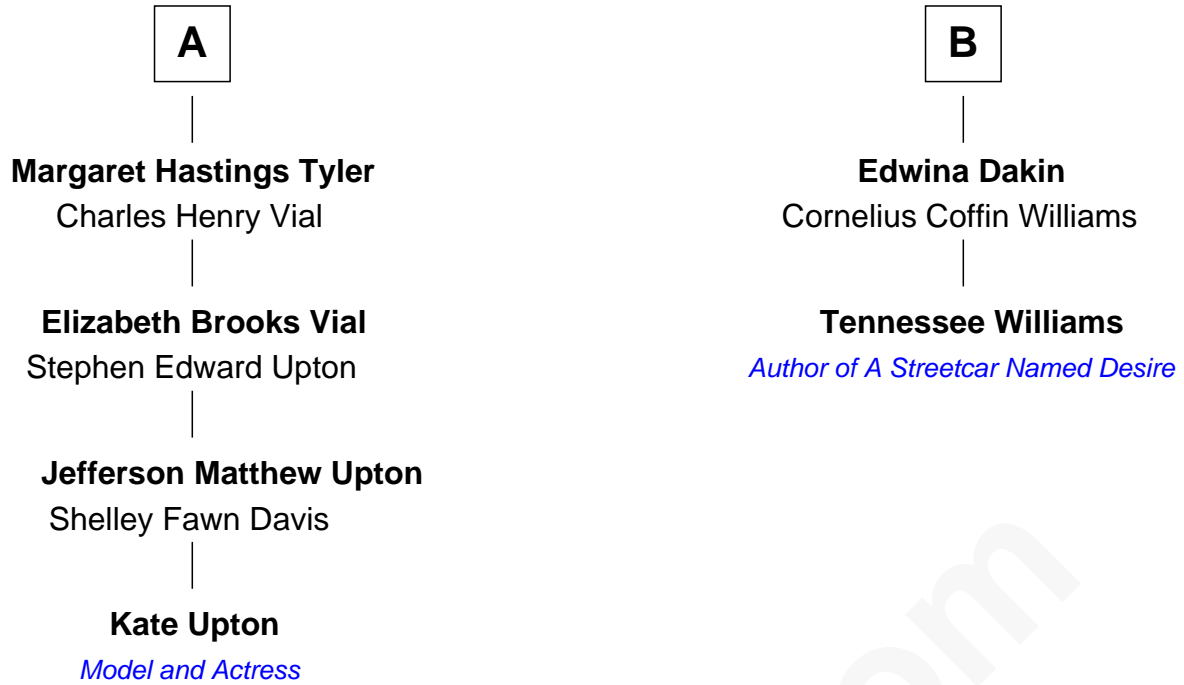 A
Margaret Hastings Tyler
Charles Henry Vial
Elizabeth Brooks Vial
Stephen Edward Upton
Jefferson Matthew Upton
Shelley Fawn Davis
Kate Upton
Model and Actress
B
Edwina Dakin
Cornelius Coffin Williams
Tennessee Williams
Author of A Streetcar Named Desire
om